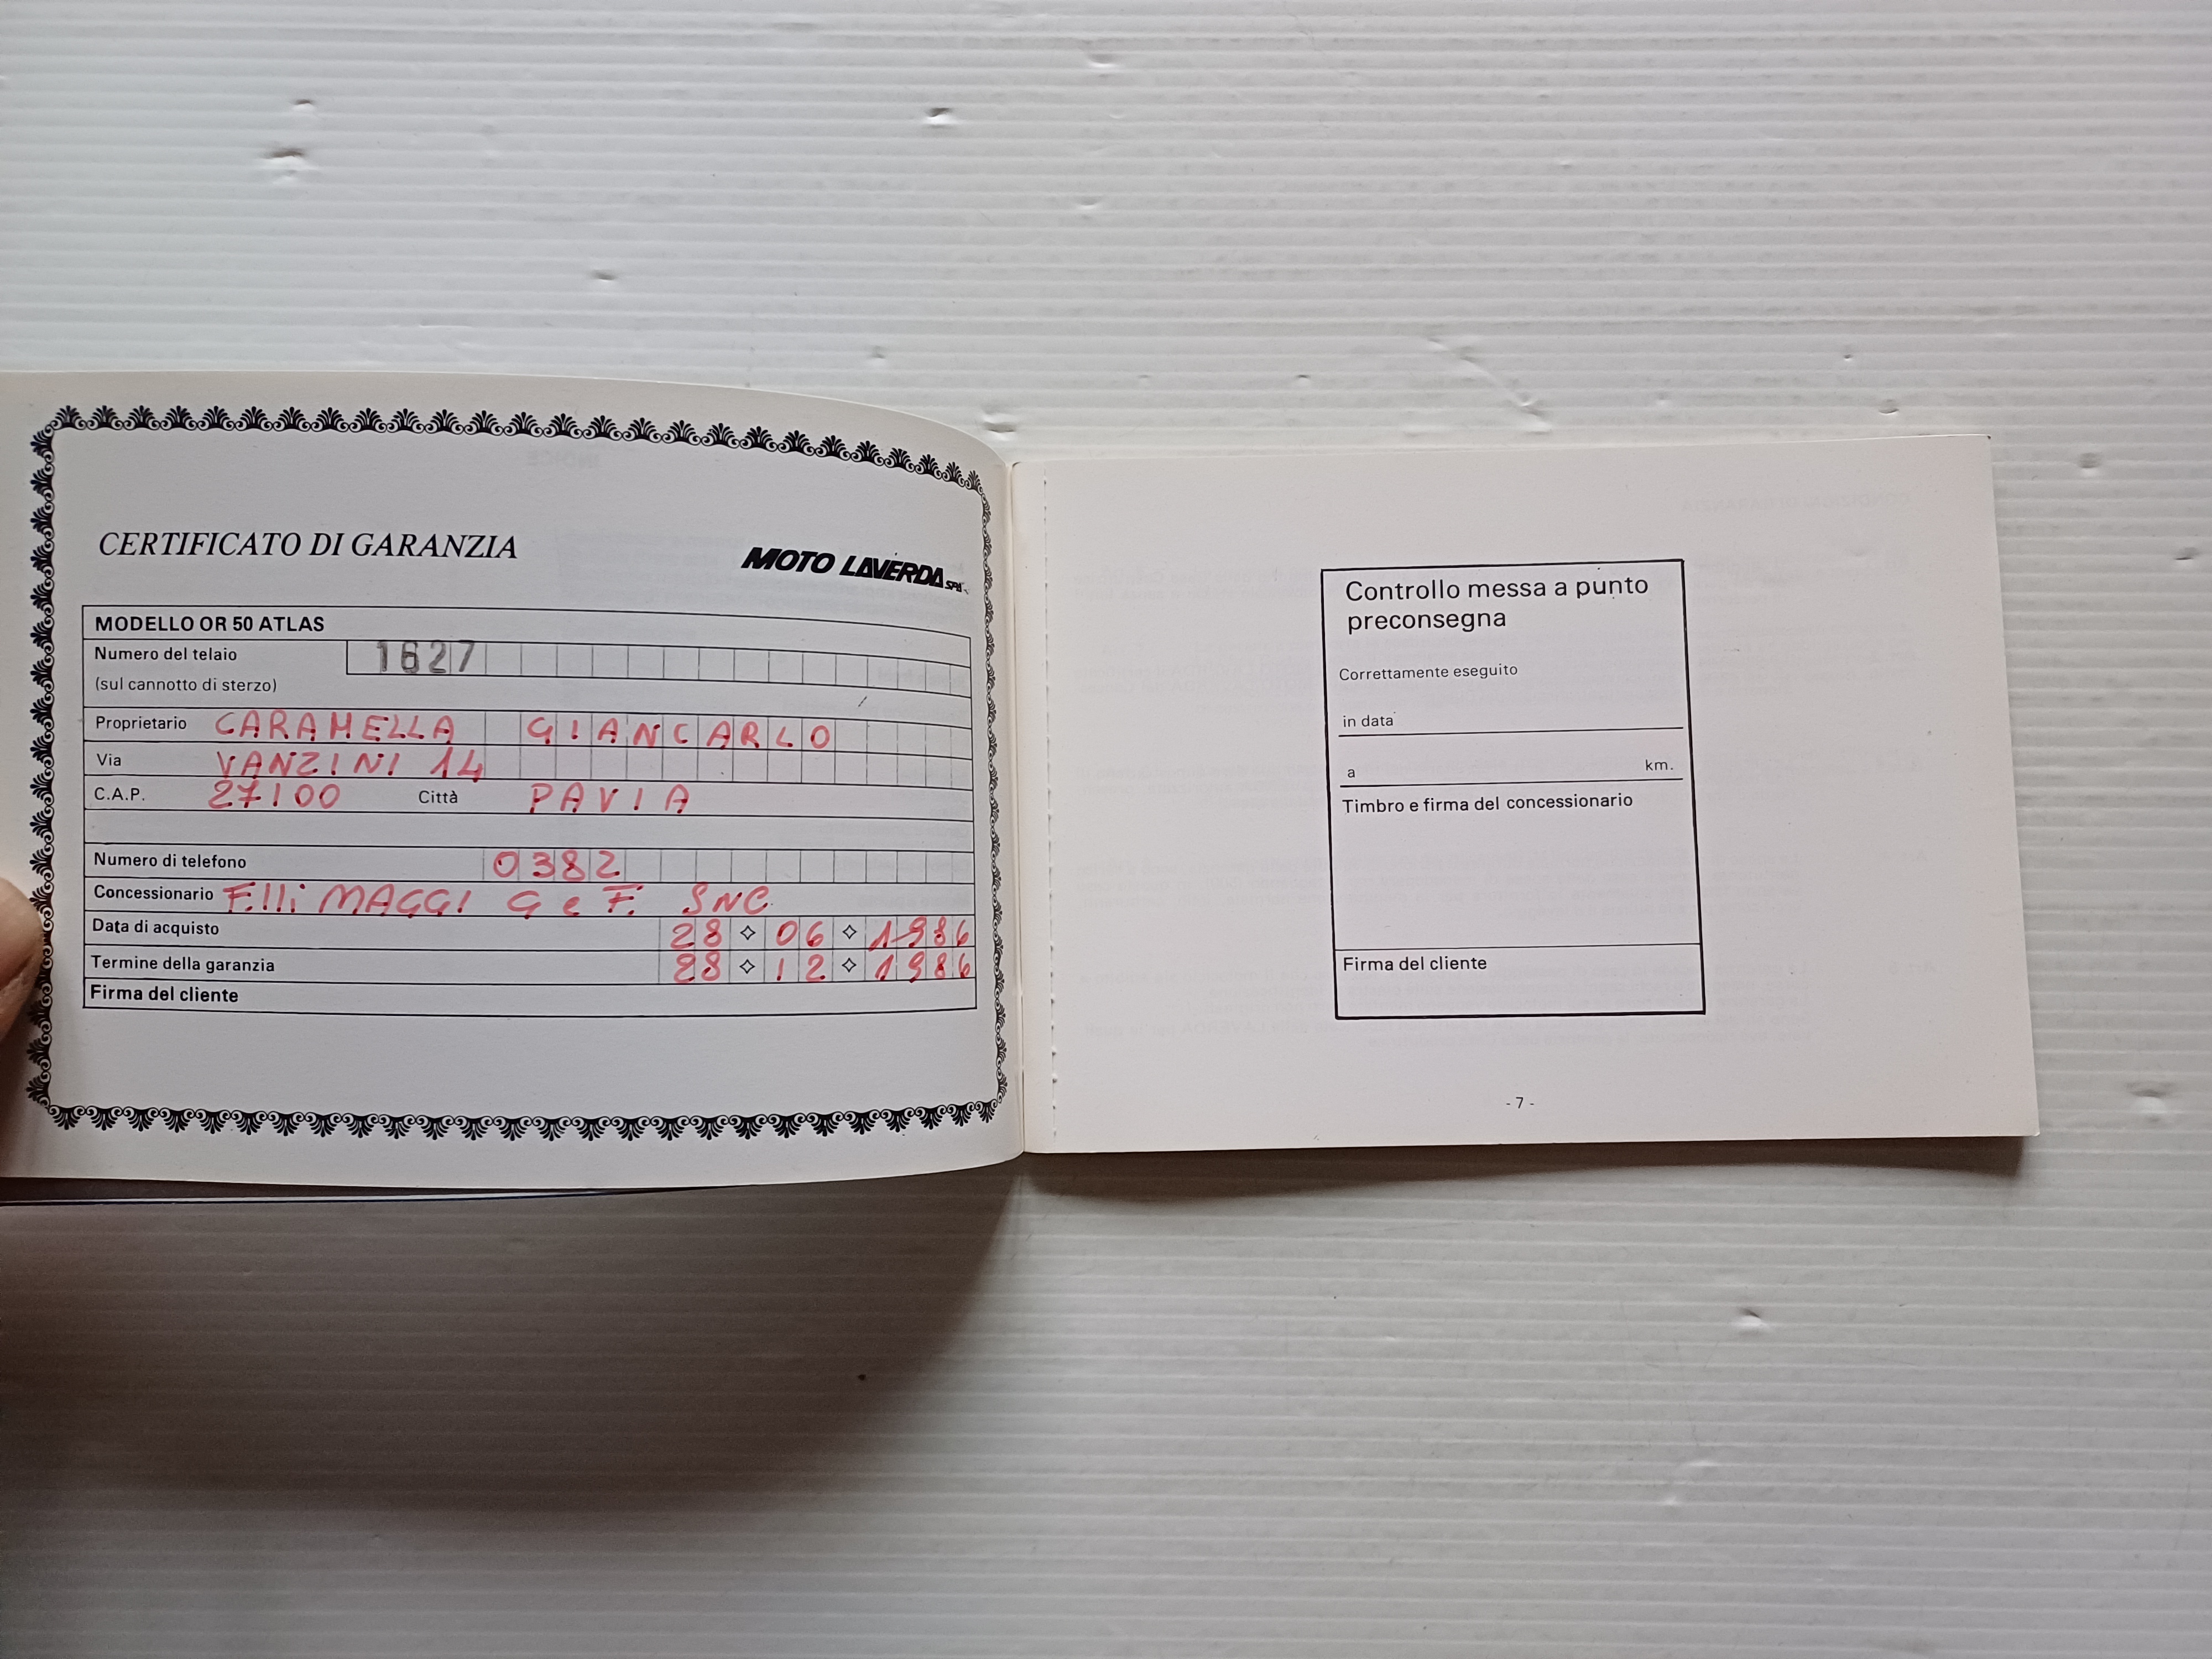 CERTIFICATO DI GARANZIA
MOTO LAVERDA SPA
MODELLO OR 50 ATLAS
Numero del telaio 1627
(sul cannotto di sterzo)
Proprietario CARAMELLA GIANCARLO
Via VANZINI 14
C.A.P. 27100 Città PAVIA
Numero di telefono 0382
Concessionario F.lli MAGGI G e F. SNC
Data di acquisto 28 06 1986
Termine della garanzia 28 12 1986
Firma del cliente
Controllo messa a punto
preconsegna
Correttamente eseguito
in data
a km.
Timbro e firma del concessionario
Firma del cliente
- 7 -